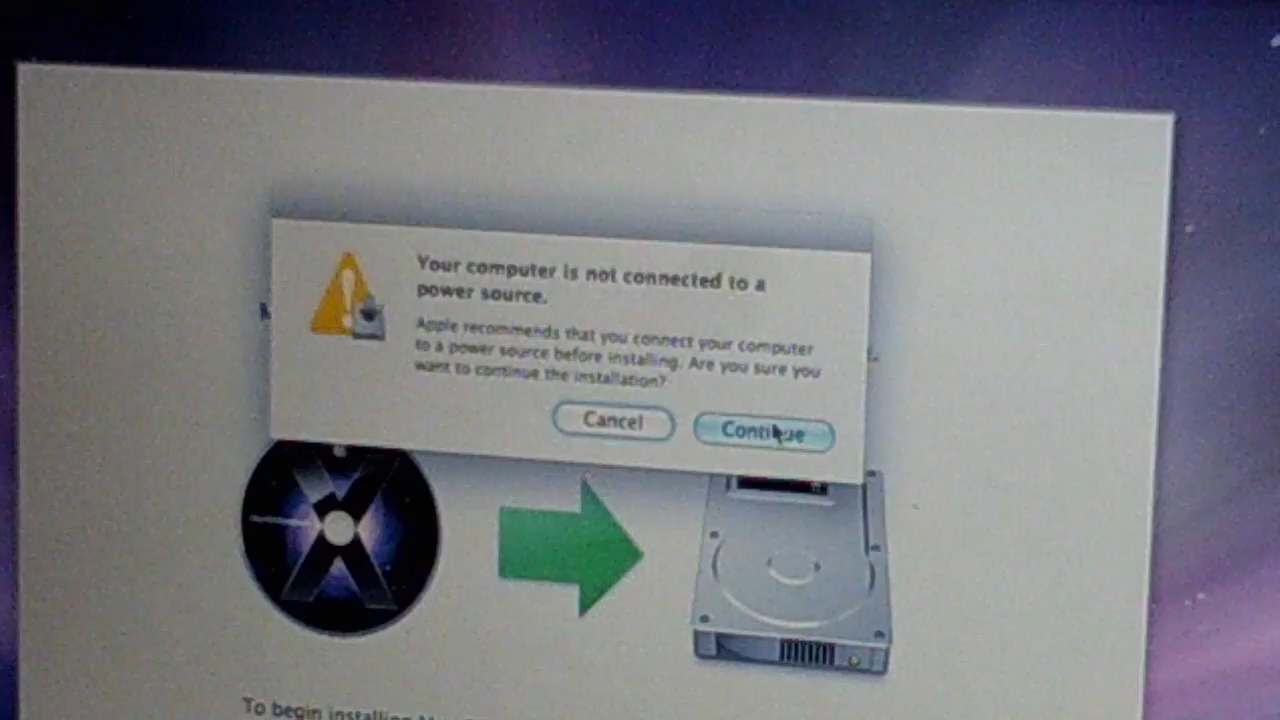 Your computer is not connected to a
power source.
Apple recommends that you connect your computer
to a power source before installing. Are you sure you
want to continue the installation?
Cancel
Continue
X
To begin installing